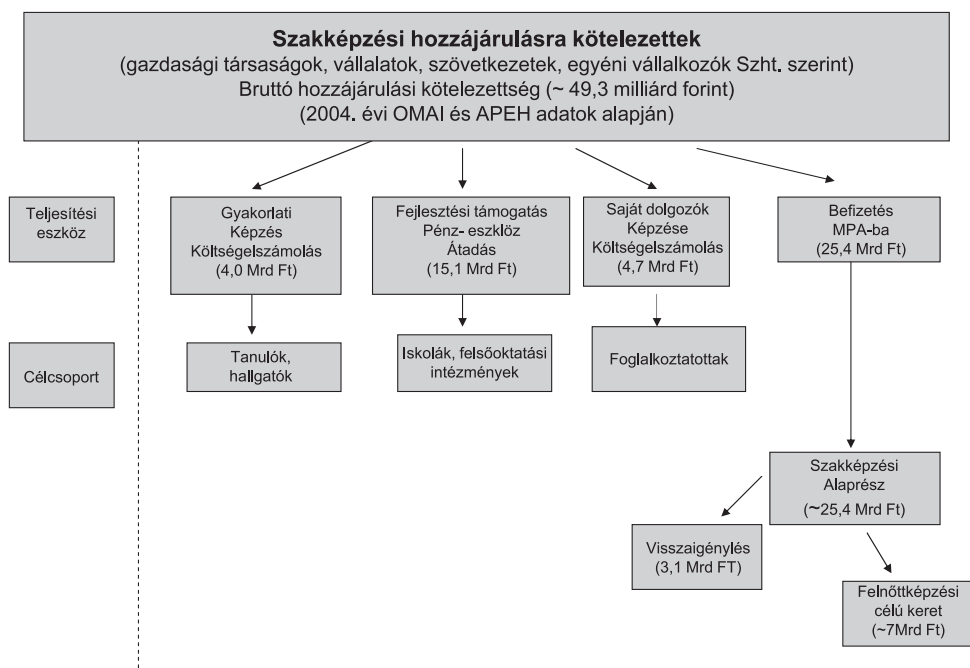 Szakképzési hozzájárulásra kötelezettek
(gazdasági társaságok, vállalatok, szövetkezetek, egyéni vállalkozók Szht. szerint)
Bruttó hozzájárulási kötelezettség (~ 49,3 milliárd forint)
(2004. évi OMAI és APEH adatok alapján)
Teljesítési
eszköz
Gyakorlati
Képzés
Költségelszámolás
(4,0 Mrd Ft)
Fejlesztési támogatás
Pénz- esklöz
Átadás
(15,1 Mrd Ft)
Saját dolgozók
Képzése
Költségelszámolás
(4,7 Mrd Ft)
Befizetés
MPA-ba
(25,4 Mrd Ft)
Célcsoport
Tanulók,
hallgatók
Iskolák, felsőoktatási
intézmények
Foglalkoztatottak
Szakképzési
Alaprész
(~25,4 Mrd Ft)
Visszaigénylés
(3,1 Mrd FT)
Felnőttképzési
célú keret
(~7Mrd Ft)